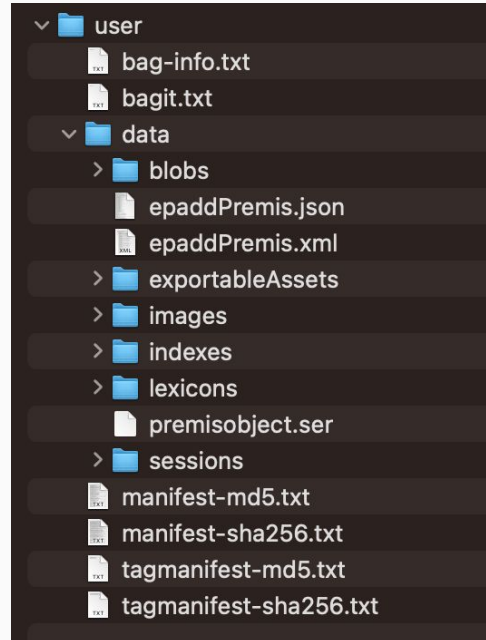 user
bag-info.txt
bagit.txt
data
blobs
epaddPremis.json
epaddPremis.xml
exportableAssets
images
indexes
lexicons
premisobject.ser
sessions
manifest-md5.txt
manifest-sha256.txt
tagmanifest-md5.txt
tagmanifest-sha256.txt